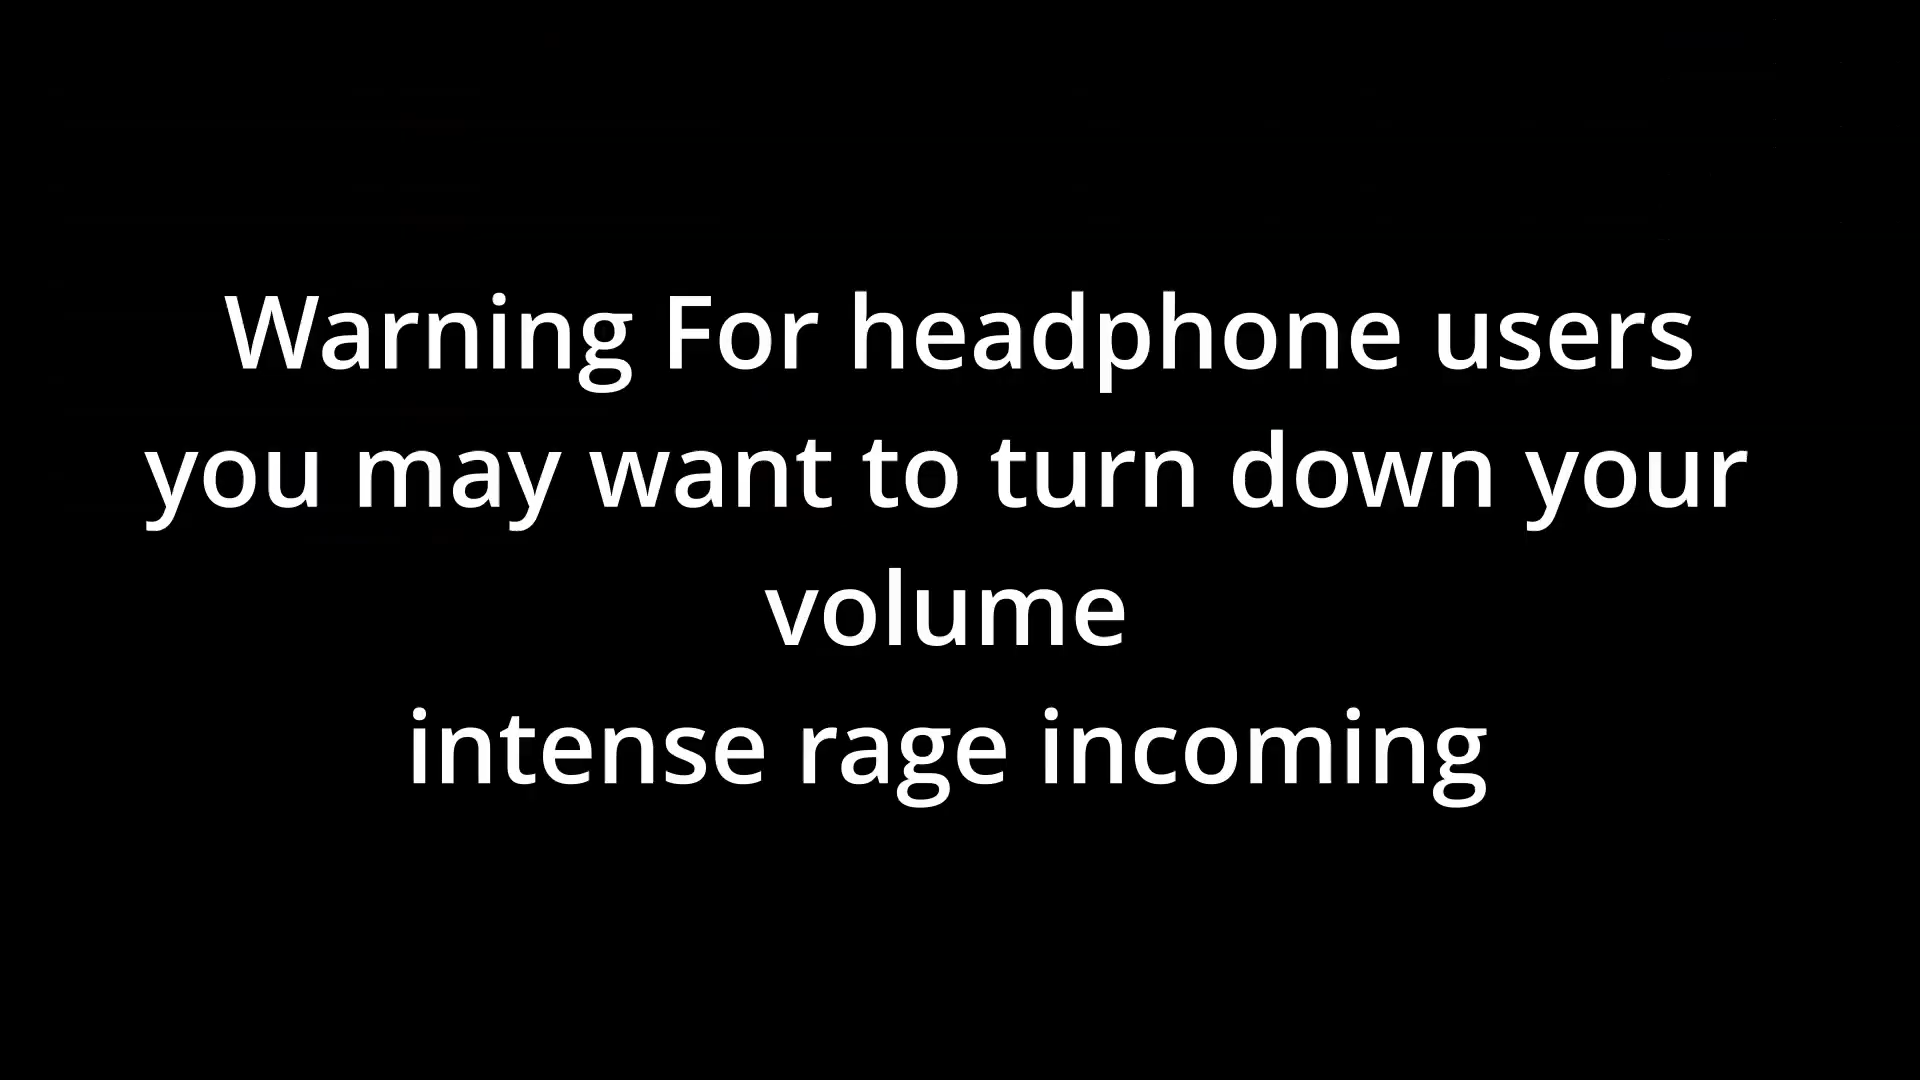 Warning For headphone users
you may want to turn down your
volume
intense rage incoming